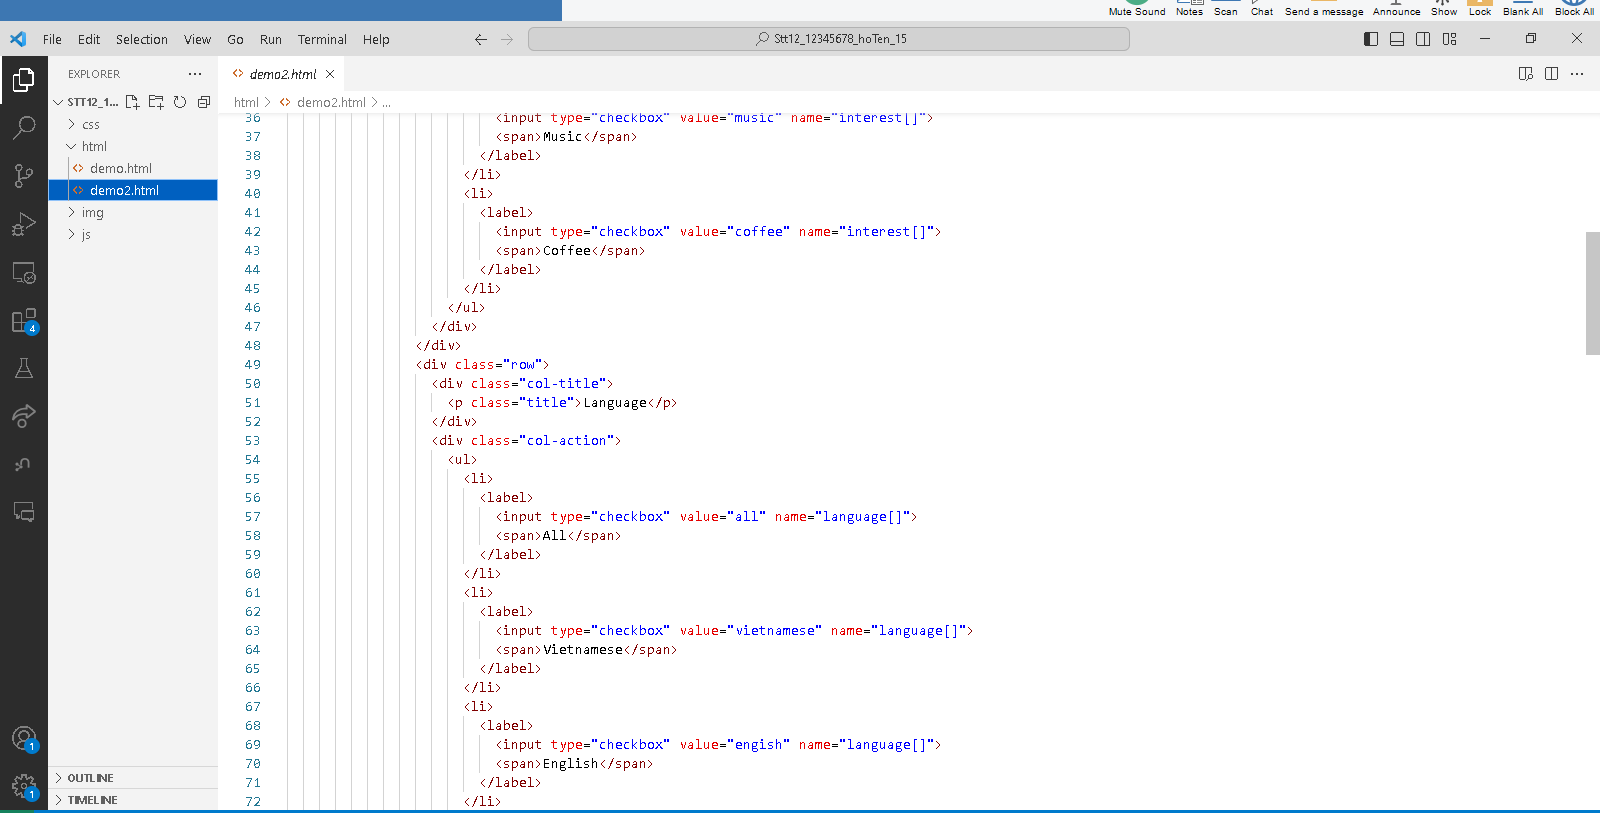 Mute Sound Notes Scan Chat Send a message Announce Show Lock Blank All Block All
File Edit Selection View Go Run Terminal Help Stt12_12345678_hoTen_15
EXPLORER ... demo2.html
STT12_1...
html > demo2.html > ...
css
html
demo.html
demo2.html
img
js
36 <input type="checkbox" value="music" name="interest[]">
37 <span>Music</span>
38 </label>
39 </li>
40 <li>
41 <label>
42 <input type="checkbox" value="coffee" name="interest[]">
43 <span>Coffee</span>
44 </label>
45 </li>
46 </ul>
47 </div>
48 </div>
49 <div class="row">
50 <div class="col-title">
51 <p class="title">Language</p>
52 </div>
53 <div class="col-action">
54 <ul>
55 <li>
56 <label>
57 <input type="checkbox" value="all" name="language[]">
58 <span>All</span>
59 </label>
60 </li>
61 <li>
62 <label>
63 <input type="checkbox" value="vietnamese" name="language[]">
64 <span>Vietnamese</span>
65 </label>
66 </li>
67 <li>
68 <label>
69 <input type="checkbox" value="engish" name="language[]">
70 <span>English</span>
71 </label>
72 </li>
4
1
1
OUTLINE
TIMELINE